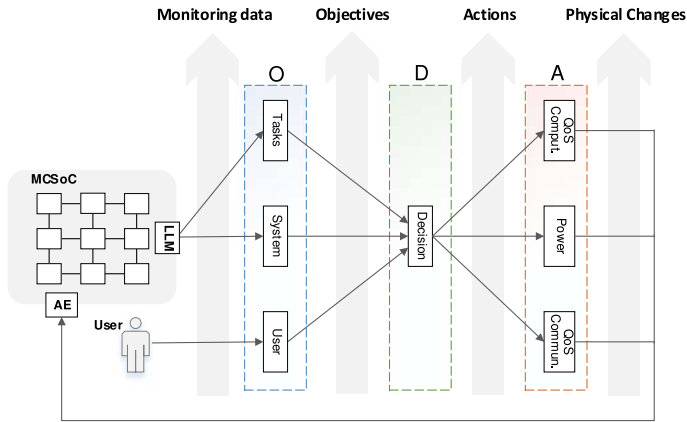 Monitoring data
Objectives
Actions
Physical Changes
O
D
A
Tasks
QoS
Comput.
MCSoC
LLM
System
Decision
Power
AE
User
User
QoS
Commun.